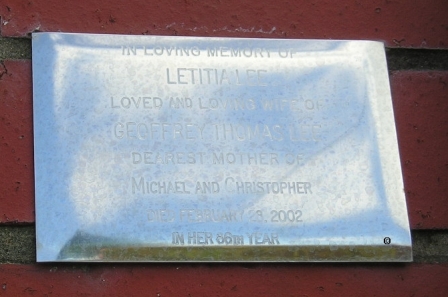 IN LOVING MEMORY OF
LETITIA LEE
LOVED AND LOVING WIFE OF
GEOFFREY THOMAS LEE
DEAREST MOTHER OF
MICHAEL AND CHRISTOPHER
DIED FEBRUARY 2002
IN HER YEAR